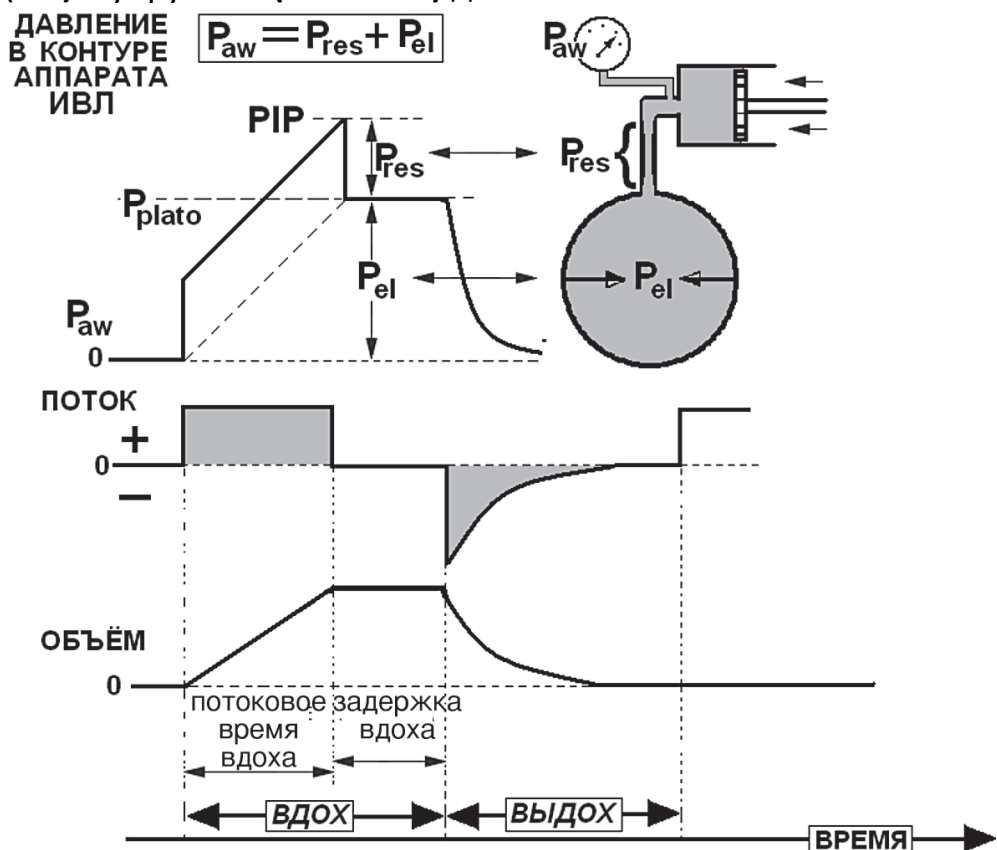 ДАВЛЕНИЕ
В КОНТУРЕ
АППАРАТА
ИВЛ
Paw = Pres + Pel
Paw
PIP
Pres
Pres
Pplato
Pel
Pel
Paw
0
ПОТОК
+
0
−
ОБЪЁМ
0
потоковое задержка
время вдоха
вдоха
ВДОХ
ВЫДОХ
ВРЕМЯ